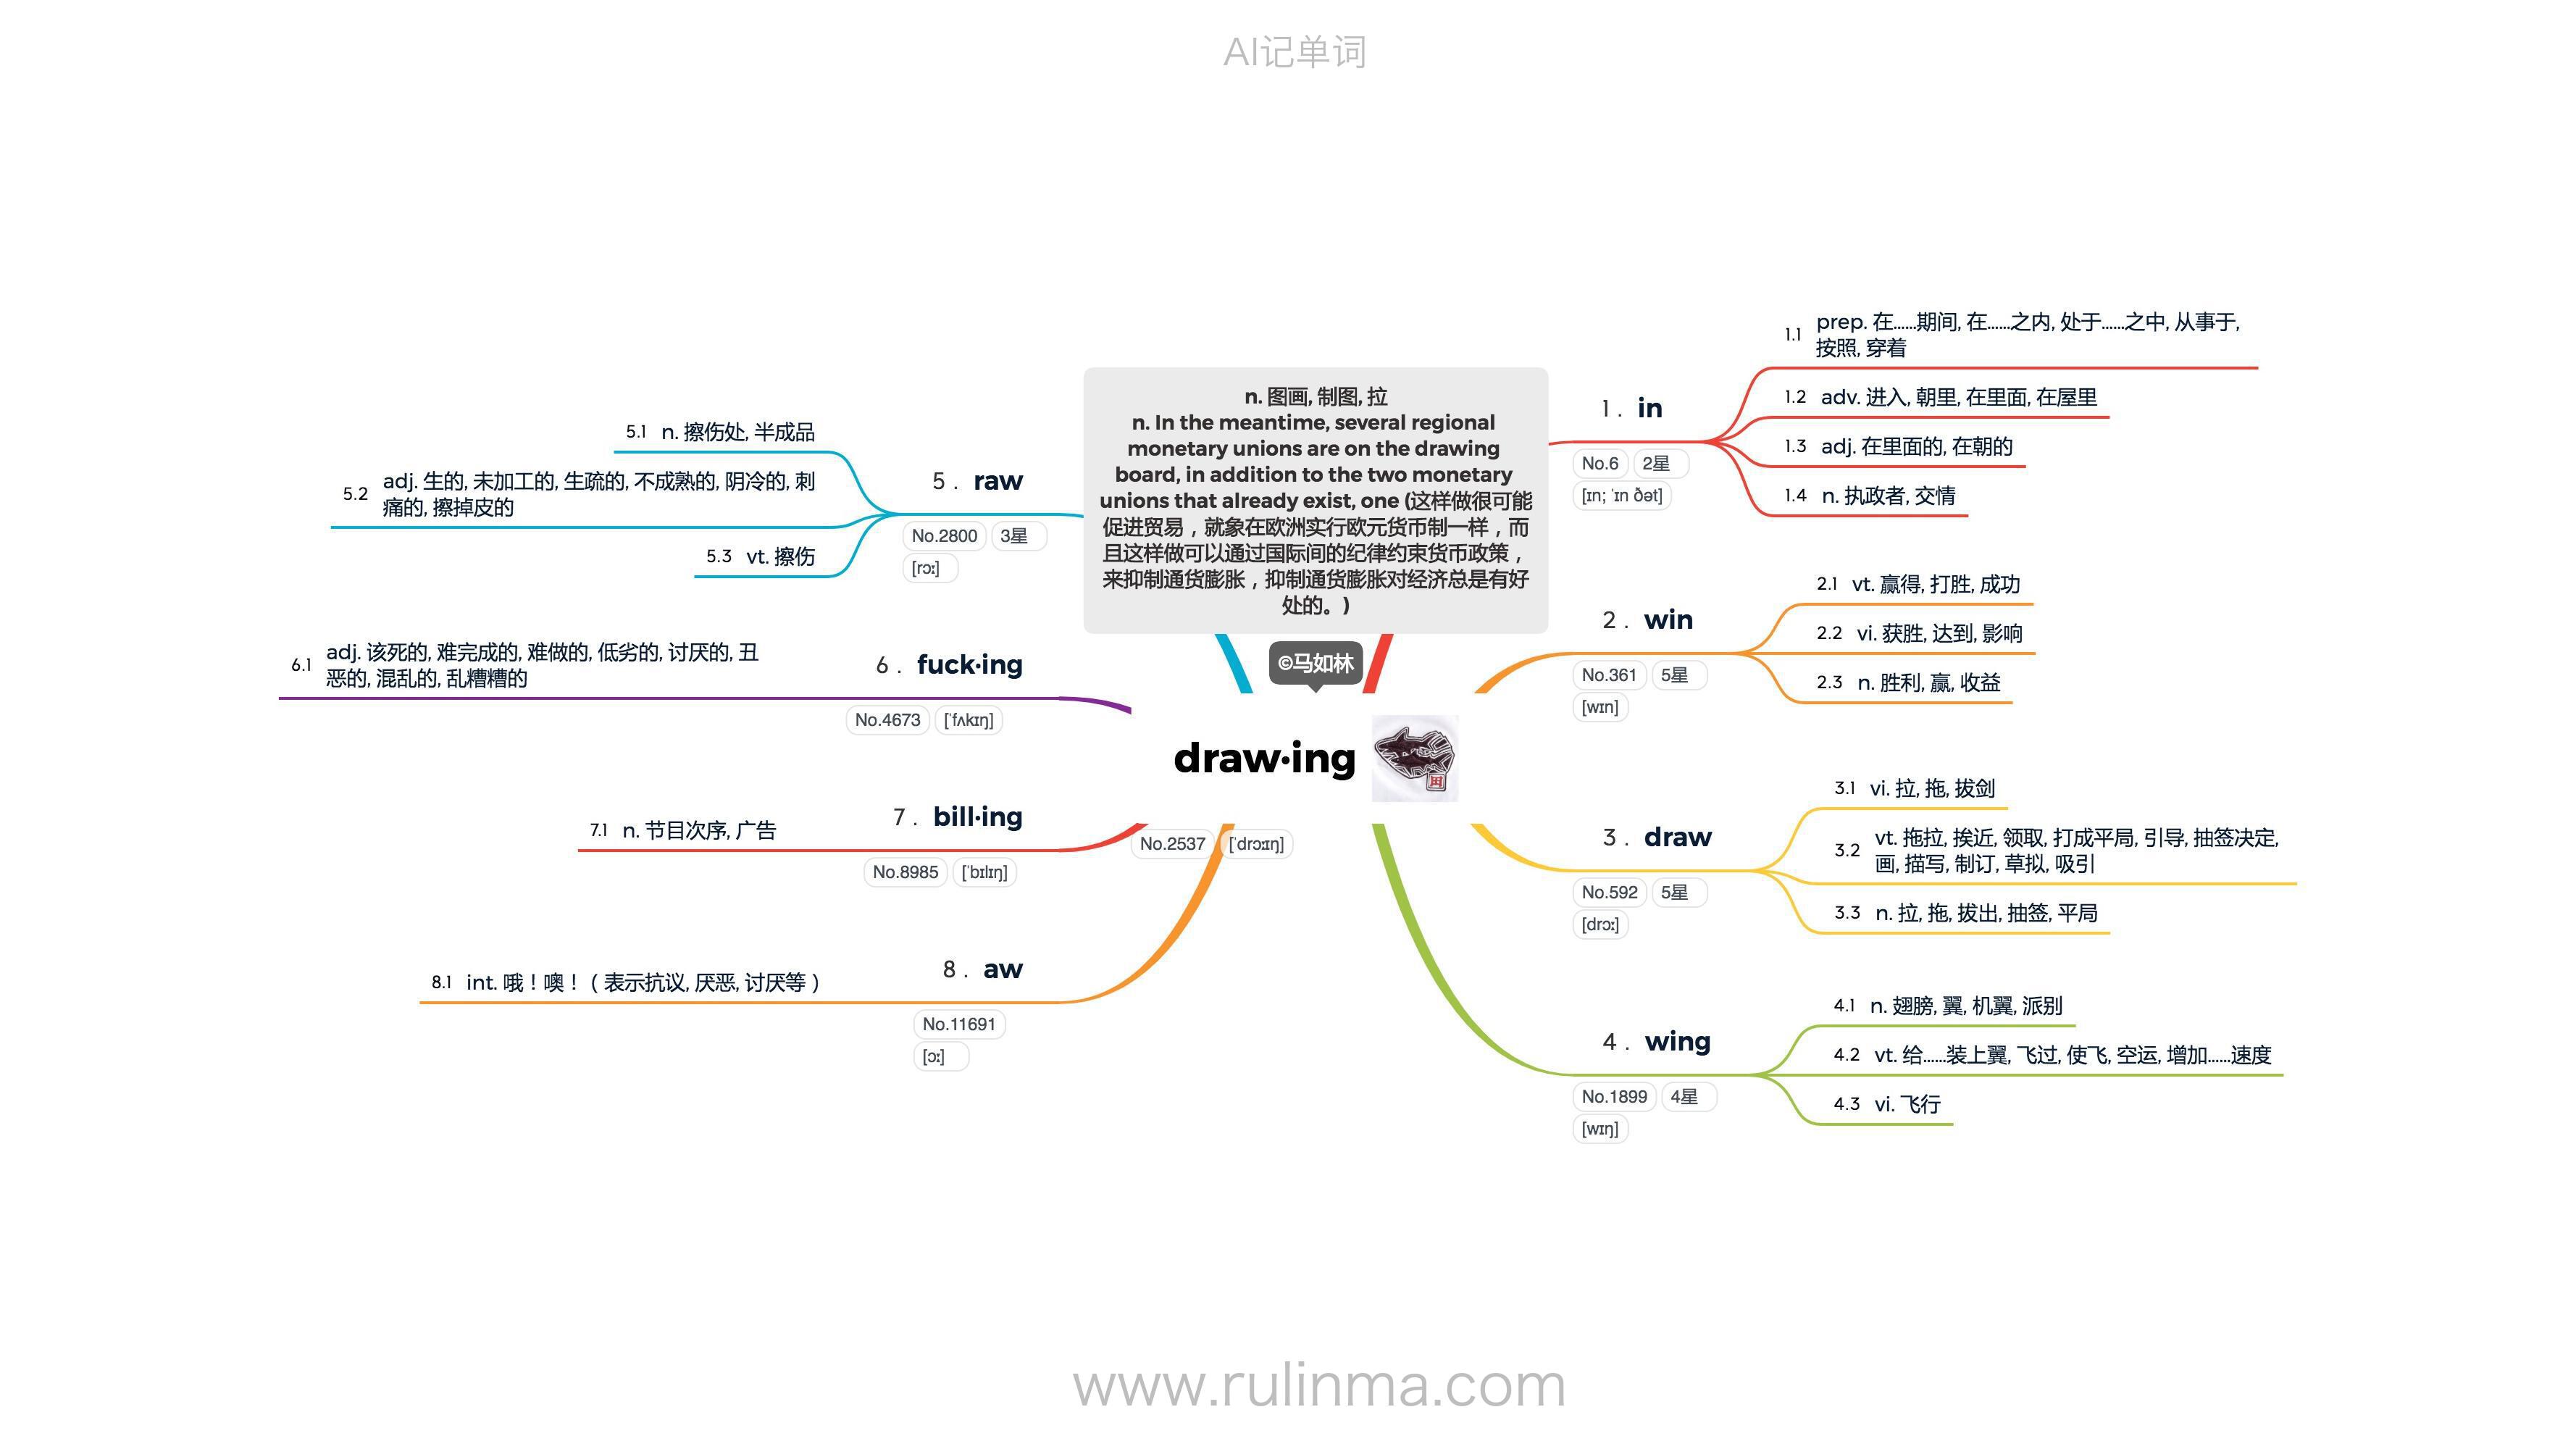 AI记单词
n. 图画, 制图, 拉
n. In the meantime, several regional
monetary unions are on the drawing
board, in addition to the two monetary
unions that already exist, one (这样做很可能
促进贸易，就象在欧洲实行欧元货币制一样，而
且这样做可以通过国际间的纪律约束货币政策，
来抑制通货膨胀，抑制通货膨胀对经济总是有好
处的。)
©马如林
draw·ing
No.2537 [ˈdrɔːɪŋ]
1. in
No.6 2星
[ɪn; ˈɪn ðət]
1.1 prep. 在……期间, 在……之内, 处于……之中, 从事于,
按照, 穿着
1.2 adv. 进入, 朝里, 在里面, 在屋里
1.3 adj. 在里面的, 在朝的
1.4 n. 执政者, 交情
2. win
No.361 5星
[wɪn]
2.1 vt. 赢得, 打胜, 成功
2.2 vi. 获胜, 达到, 影响
2.3 n. 胜利, 赢, 收益
3. draw
No.592 5星
[drɔː]
3.1 vi. 拉, 拖, 拔剑
3.2 vt. 拖拉, 挨近, 领取, 打成平局, 引导, 抽签决定,
画, 描写, 制订, 草拟, 吸引
3.3 n. 拉, 拖, 拔出, 抽签, 平局
4. wing
No.1899 4星
[wɪŋ]
4.1 n. 翅膀, 翼, 机翼, 派别
4.2 vt. 给……装上翼, 飞过, 使飞, 空运, 增加……速度
4.3 vi. 飞行
5. raw
No.2800 3星
[rɔː]
5.1 n. 擦伤处, 半成品
5.2 adj. 生的, 未加工的, 生疏的, 不成熟的, 阴冷的, 刺
痛的, 擦掉皮的
5.3 vt. 擦伤
6. fuck·ing
No.4673 [ˈfʌkɪŋ]
6.1 adj. 该死的, 难完成的, 难做的, 低劣的, 讨厌的, 丑
恶的, 混乱的, 乱糟糟的
7. bill·ing
No.8985 [ˈbɪlɪŋ]
7.1 n. 节目次序, 广告
8. aw
No.11691
[ɔː]
8.1 int. 哦！噢！（表示抗议, 厌恶, 讨厌等）
www.rulinma.com